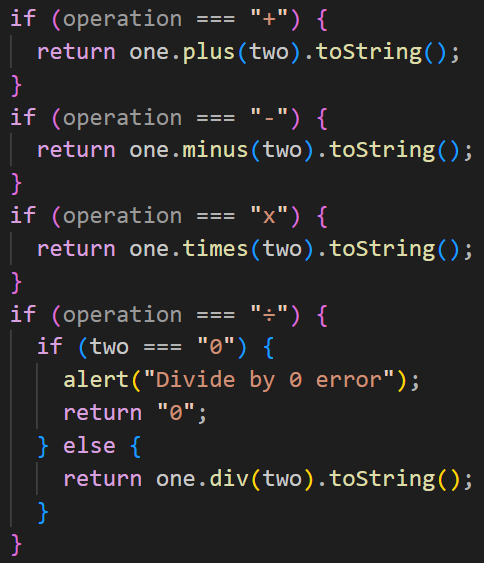 if (operation === "+") {
  return one.plus(two).toString();
}
if (operation === "-") {
  return one.minus(two).toString();
}
if (operation === "x") {
  return one.times(two).toString();
}
if (operation === "÷") {
  if (two === "0") {
    alert("Divide by 0 error");
    return "0";
  } else {
    return one.div(two).toString();
  }
}